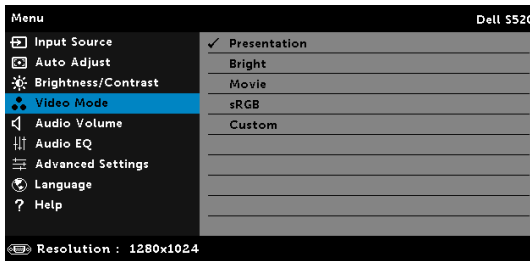 Menu Dell S520
Input Source
Auto Adjust
Brightness/Contrast
Video Mode
Audio Volume
Audio EQ
Advanced Settings
Language
Help
Presentation
Bright
Movie
sRGB
Custom
Resolution : 1280x1024